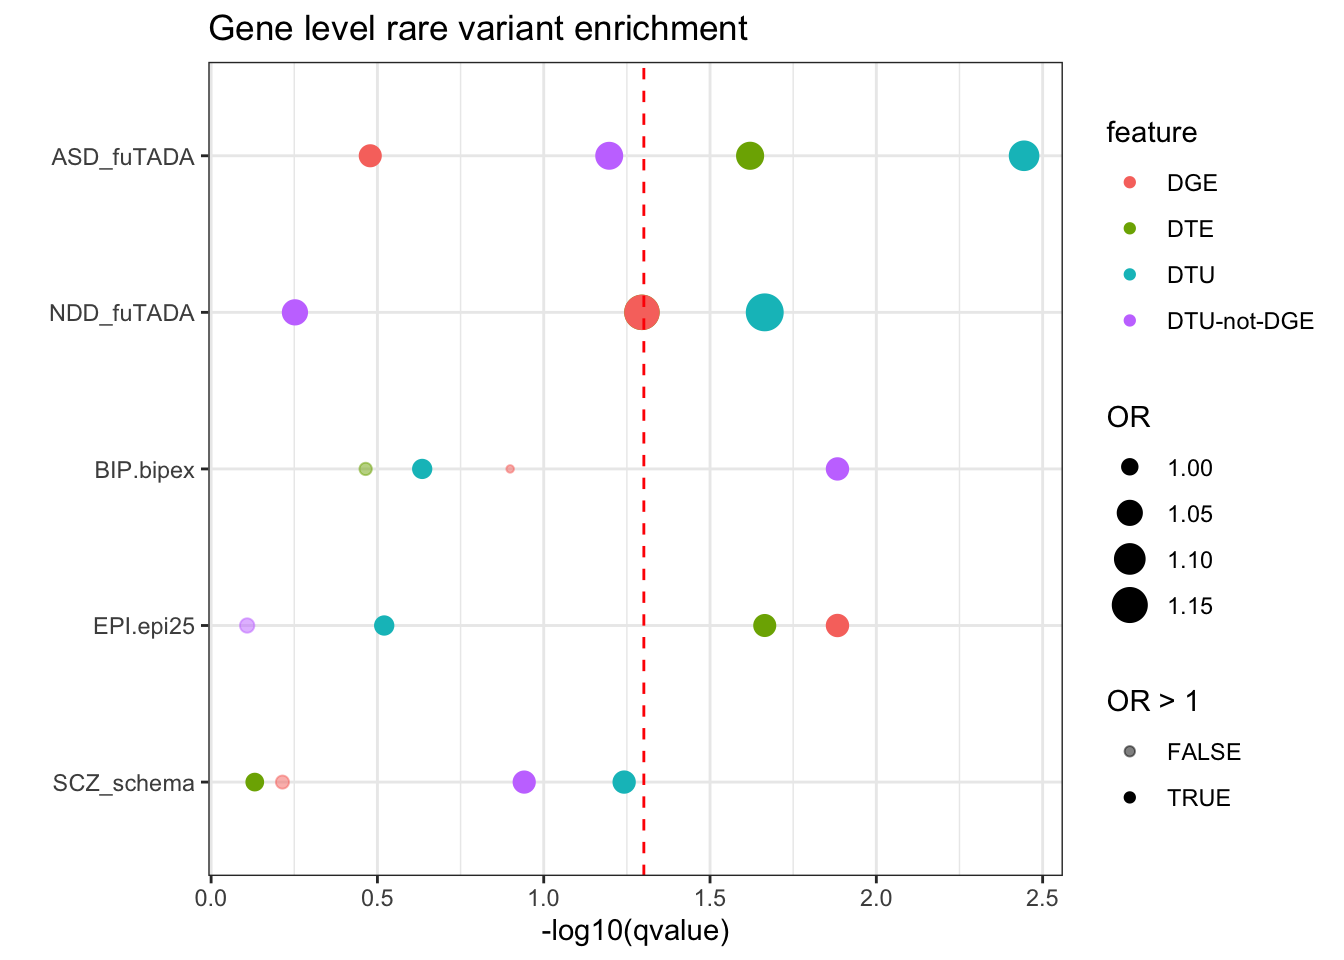 Gene level rare variant enrichment
ASD_fuTADA
NDD_fuTADA
BIP.bipex
EPI.epi25
SCZ_schema
0.0 0.5 1.0 1.5 2.0 2.5
-log10(qvalue)
feature
DGE
DTE
DTU
DTU-not-DGE
OR
1.00
1.05
1.10
1.15
OR > 1
FALSE
TRUE